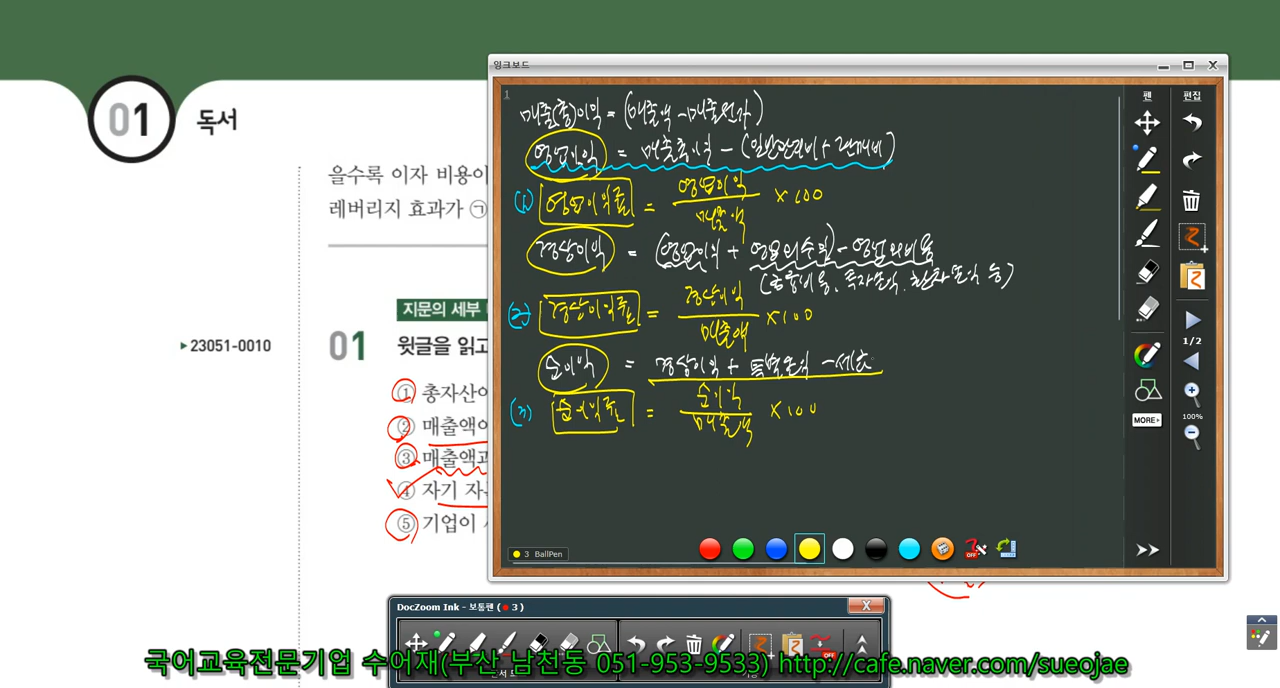 01 독서
을수록 이자 비용이
레버리지 효과가 ㉠
지문의 세부
▶23051-0010
01 윗글을 읽고
① 총자산이
② 매출액이
③ 매출액과
④ 자기 자
⑤ 기업이
잉크보드
1
매출(총)이익 = (매출액 - 매출원가)
영업이익 = 매출총이익 - (일반관리비 + 판매비)
(1) 영업이익률 = 영업이익 / 매출액 × 100
경상이익 = (영업이익 + 영업외수익) - 영업외비용
(금융비용, 투자손익, 환차손익 등)
(2) 경상이익률 = 경상이익 / 매출액 × 100
순이익 = 경상이익 + 특별손익 - 세금
(3) 순이익률 = 순이익 / 매출액 × 100
펜 편집
1/2
100%
MORE▶
3 BallPen
OFF
DocZoom Ink - 보통펜 ( 3 )
OFF
국어교육전문기업 수어재(부산 남천동 051-953-9533) http://cafe.naver.com/sueojae